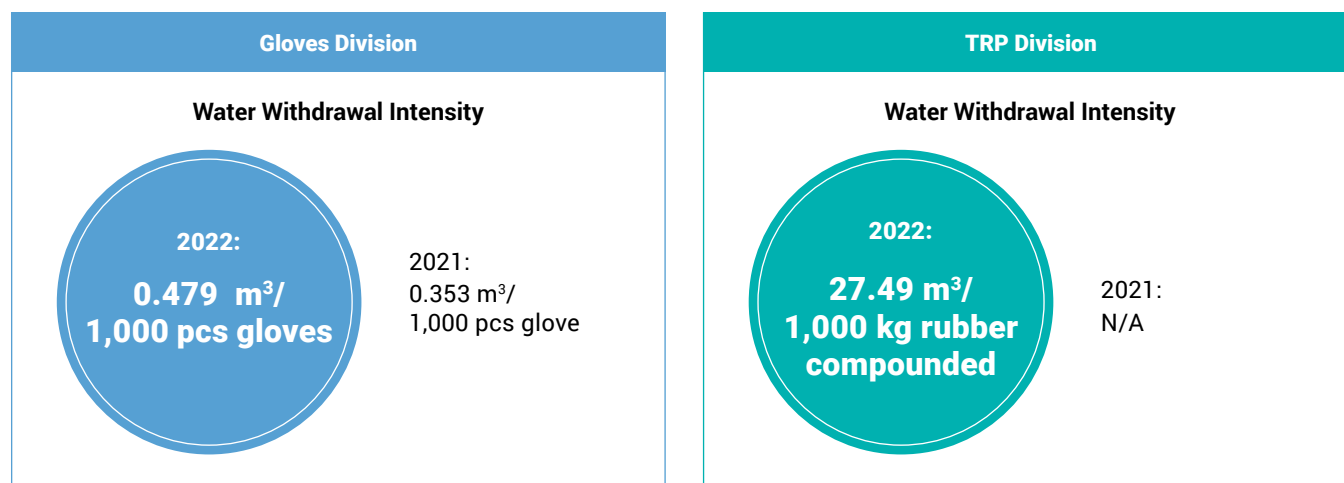 Gloves Division
Water Withdrawal Intensity
2022:
0.479 m³/
1,000 pcs gloves
2021:
0.353 m³/
1,000 pcs glove
TRP Division
Water Withdrawal Intensity
2022:
27.49 m³/
1,000 kg rubber
compounded
2021:
N/A